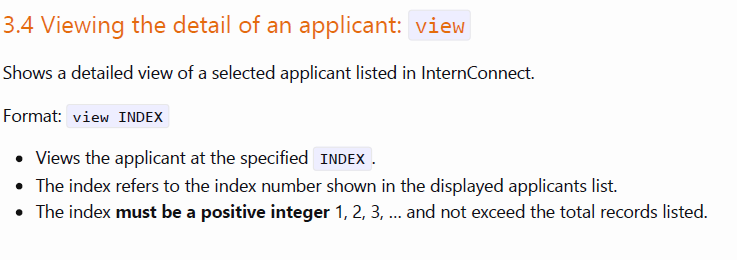 3.4 Viewing the detail of an applicant: view
Shows a detailed view of a selected applicant listed in InternConnect.
Format: view INDEX
• Views the applicant at the specified INDEX.
• The index refers to the index number shown in the displayed applicants list.
• The index must be a positive integer 1, 2, 3, … and not exceed the total records listed.